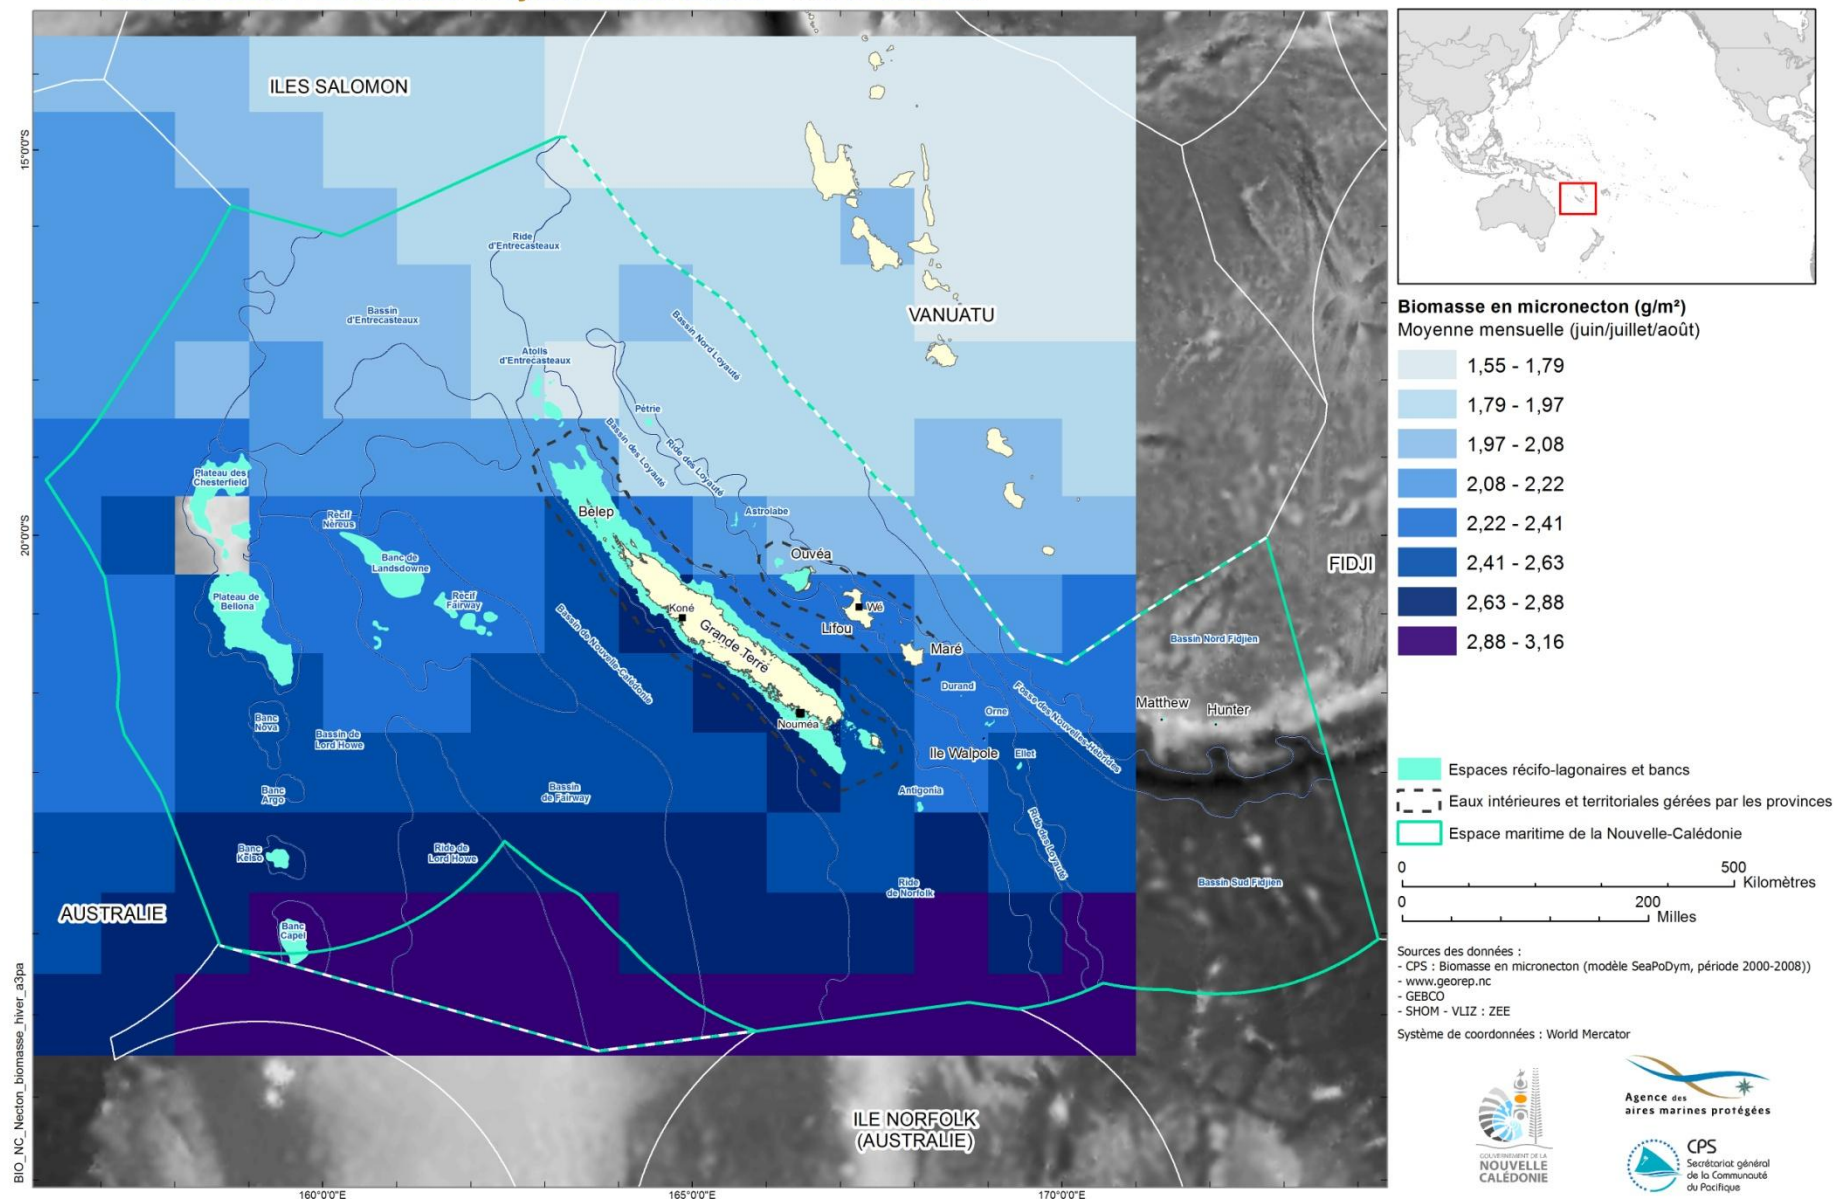 ILES SALOMON
VANUATU
FIDJI
AUSTRALIE
ILE NORFOLK
(AUSTRALIE)
15°0'0"S
20°0'0"S
160°0'0"E
165°0'0"E
170°0'0"E
BIO_NC_Necton_biomasse_hiver_a3pa
Ride
d'Entrecasteaux
Bassin
d'Entrecasteaux
Atolls
d'Entrecasteaux
Bassin Nord Loyauté
Pétrie
Bassin des Loyauté
Ride des Loyauté
Plateau des
Chesterfield
Récif
Néreus
Banc de
Landsdowne
Plateau de
Bellona
Récif
Fairway
Bélep
Astrolabe
Ouvéa
Koné
Grande Terre
Wé
Lifou
Maré
Bassin de Nouvelle-Calédonie
Nouméa
Durand
Orne
Fosse des Nouvelles-Hébrides
Bassin Nord Fidjien
Matthew
Hunter
Banc
Nova
Bassin de
Lord Howe
Ile Walpole
Ellet
Banc
Argo
Bassin
de Fairway
Antigonia
Ride des Loyauté
Banc
Kelso
Ride de
Lord Howe
Ride
de Norfolk
Bassin Sud Fidjien
Banc
Capel
Biomasse en micronecton (g/m²)
Moyenne mensuelle (juin/juillet/août)
1,55 - 1,79
1,79 - 1,97
1,97 - 2,08
2,08 - 2,22
2,22 - 2,41
2,41 - 2,63
2,63 - 2,88
2,88 - 3,16
Espaces récifo-lagonaires et bancs
Eaux intérieures et territoriales gérées par les provinces
Espace maritime de la Nouvelle-Calédonie
0 500
Kilomètres
0 200
Milles
Sources des données :
- CPS : Biomasse en micronecton (modèle SeaPoDym, période 2000-2008))
- www.georep.nc
- GEBCO
- SHOM - VLIZ : ZEE
Système de coordonnées : World Mercator
GOUVERNEMENT DE LA
NOUVELLE
CALÉDONIE
Agence des
aires marines protégées
CPS
Secrétariat général
de la Communauté
du Pacifique